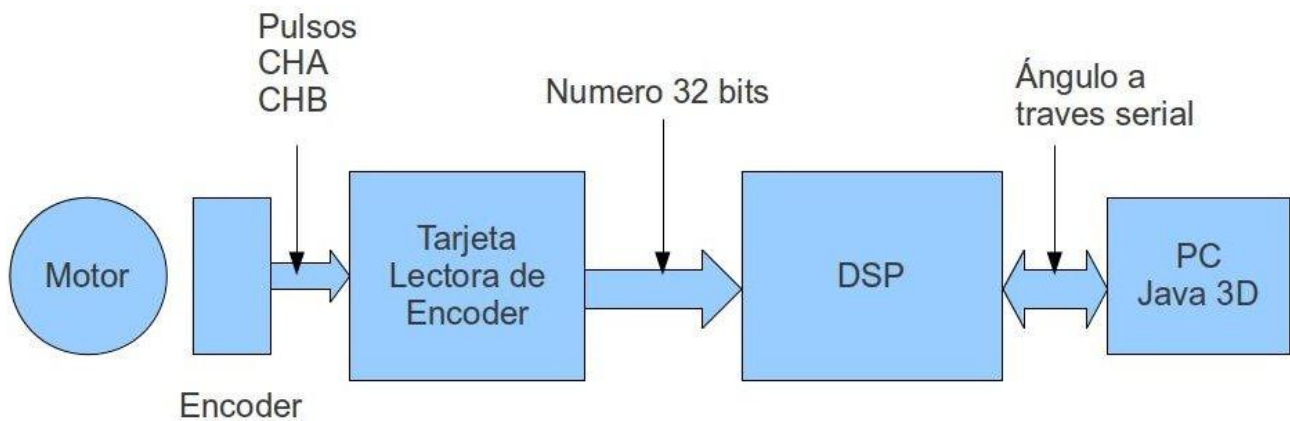 Pulsos
CHA
CHB
Numero 32 bits
Ángulo a
traves serial
Motor
Tarjeta
Lectora de
Encoder
DSP
PC
Java 3D
Encoder